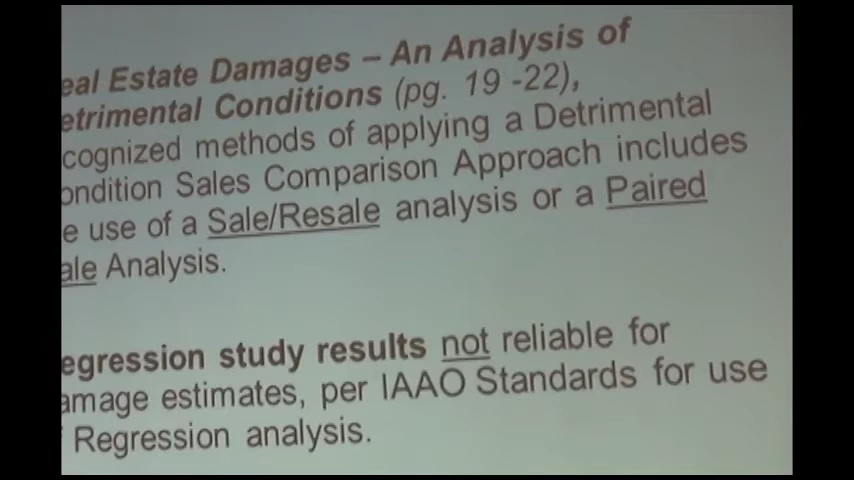 eal Estate Damages – An Analysis of
etrimental Conditions (pg. 19 -22),
cognized methods of applying a Detrimental
ondition Sales Comparison Approach includes
e use of a Sale/Resale analysis or a Paired
ale Analysis.
egression study results not reliable for
amage estimates, per IAAO Standards for use
Regression analysis.